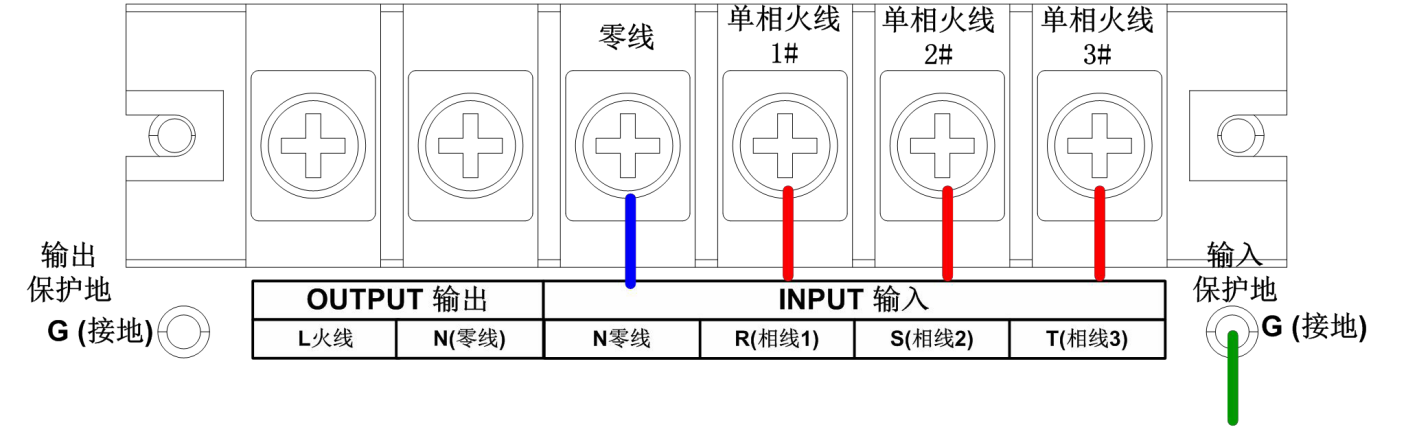 零线
单相火线
1#
单相火线
2#
单相火线
3#
输出
保护地
G (接地)
输入
保护地
G (接地)
OUTPUT 输出
INPUT 输入
L火线
N(零线)
N零线
R(相线1)
S(相线2)
T(相线3)